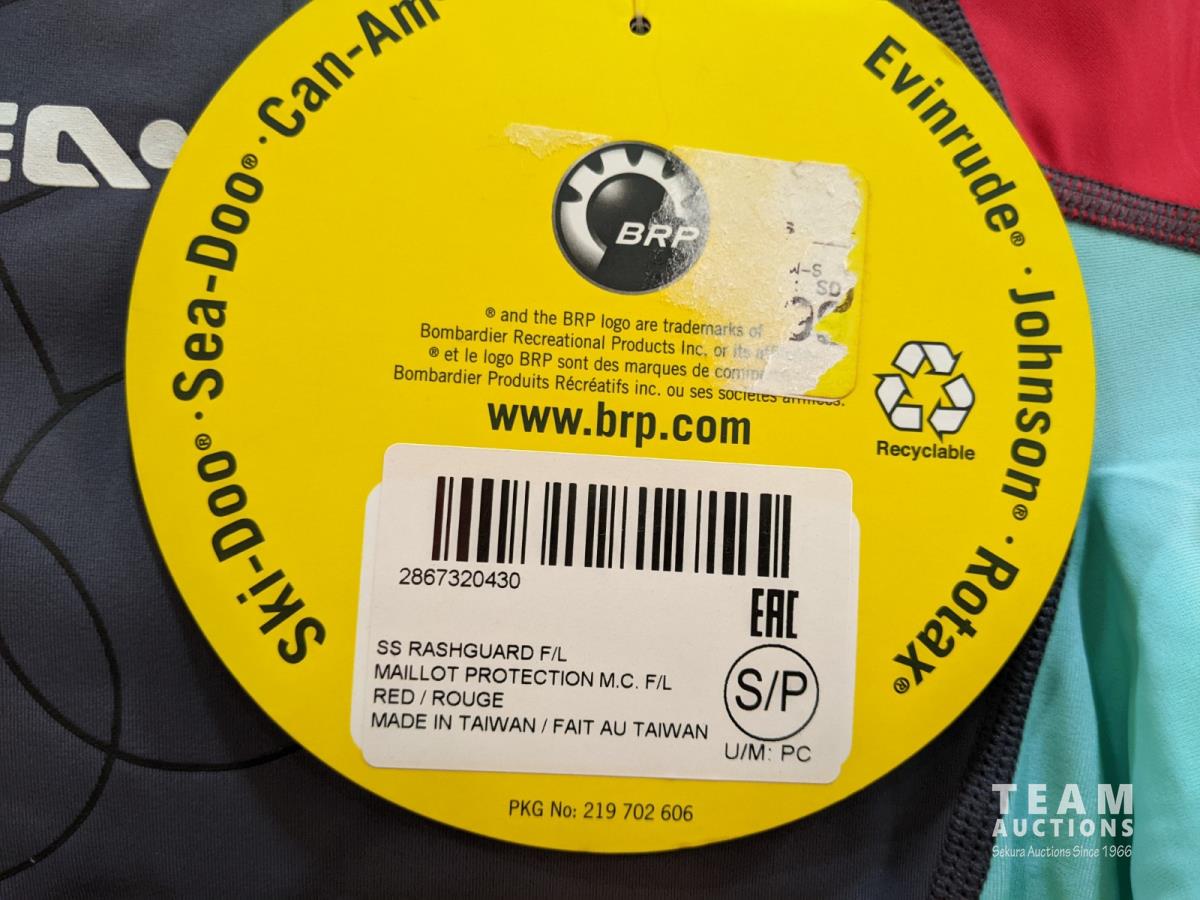 EA
Ski-Doo® · Sea-Doo® · Can-Am
Evinrude® · Johnson® · Rotax®
BRP
W-S
SD
® and the BRP logo are trademarks of
Bombardier Recreational Products Inc. or its
® et le logo BRP sont des marques de
Bombardier Produits Récréatifs inc. ou ses sociétés affiliées.
www.brp.com
Recyclable
2867320430
EAC
SS RASHGUARD F/L
MAILLOT PROTECTION M.C. F/L
RED / ROUGE
MADE IN TAIWAN / FAIT AU TAIWAN
S/P
U/M: PC
PKG No: 219 702 606
TEAM
AUCTIONS
Sekura Auctions Since 1966